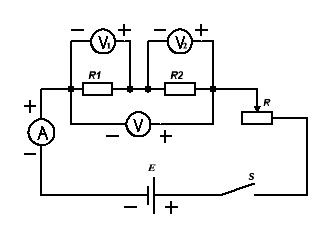 − + − +
V1 V2
R1 R2
+ R
A V
− − +
E S
− +